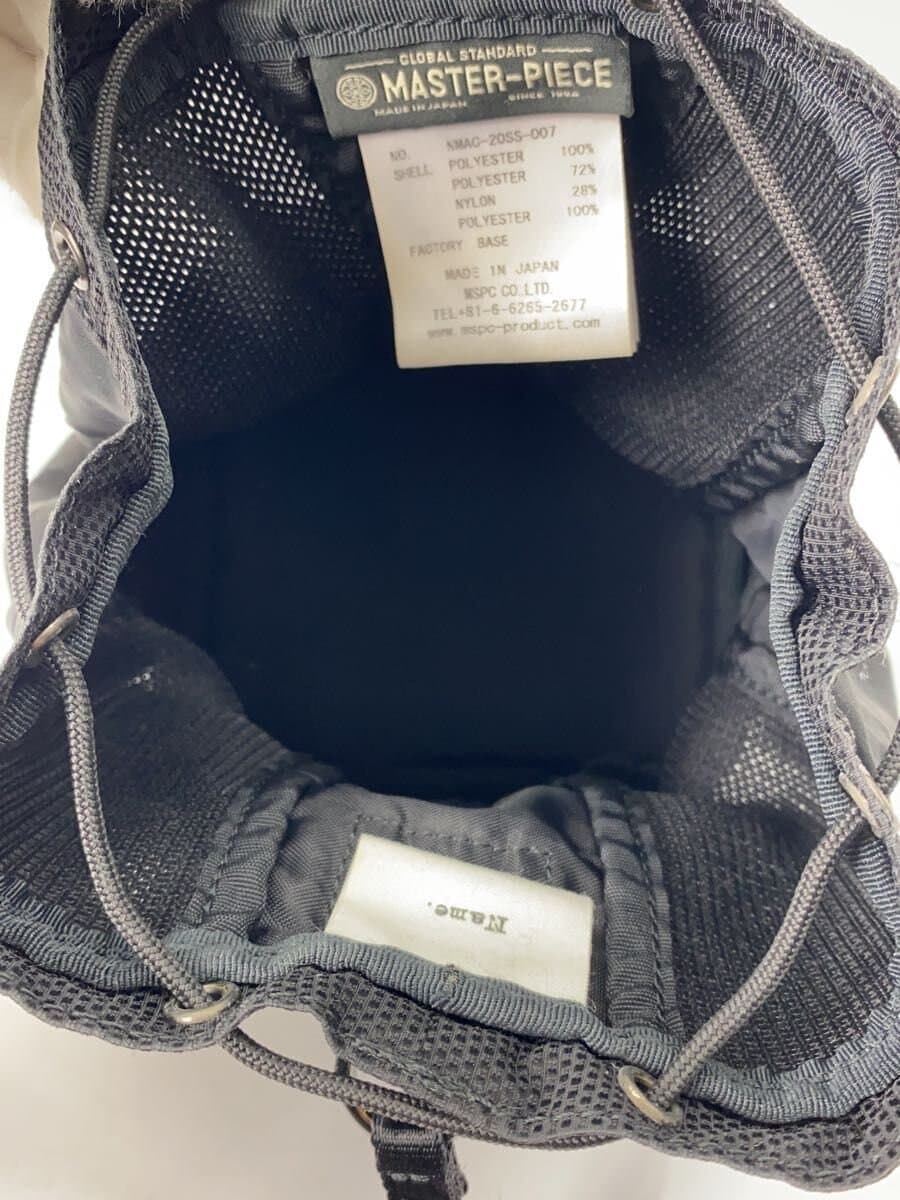 GLOBAL STANDARD
MASTER-PIECE
MADE IN JAPAN SINCE 1994
NO. NMAC-20SS-007
SHELL POLYESTER 100%
POLYESTER 72%
NYLON 28%
POLYESTER 100%
FACTORY BASE
MADE IN JAPAN
MSPC CO.LTD.
TEL+81-6-6265-2677
www.mspc-product.com
Name.